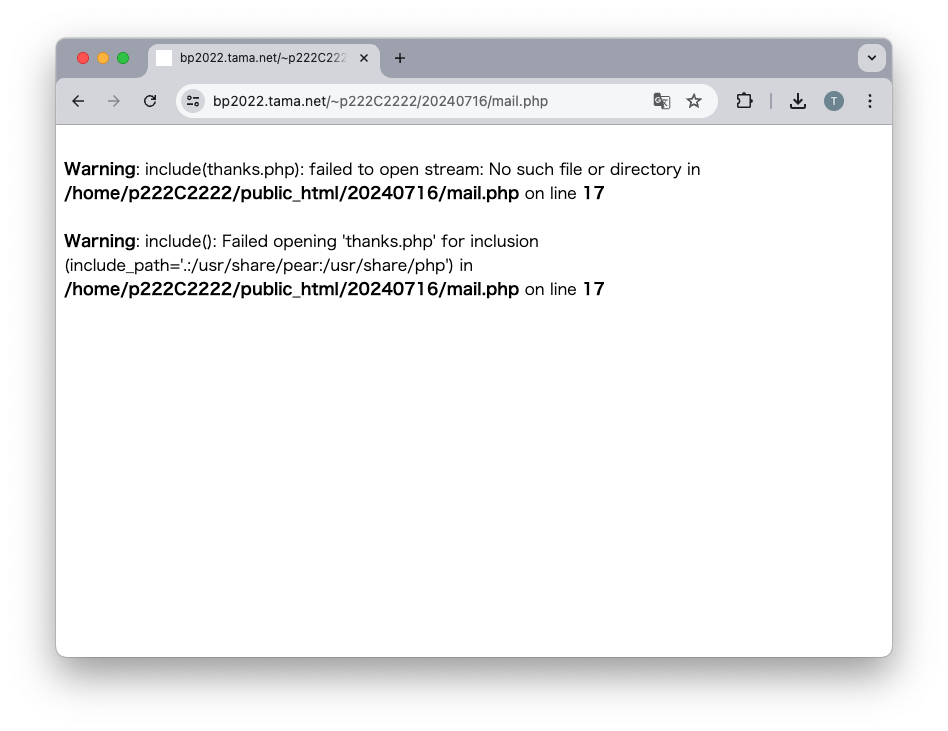 bp2022.tama.net/~p222C222
bp2022.tama.net/~p222C2222/20240716/mail.php
T
Warning: include(thanks.php): failed to open stream: No such file or directory in
/home/p222C2222/public_html/20240716/mail.php on line 17
Warning: include(): Failed opening 'thanks.php' for inclusion
(include_path='.:/usr/share/pear:/usr/share/php') in
/home/p222C2222/public_html/20240716/mail.php on line 17